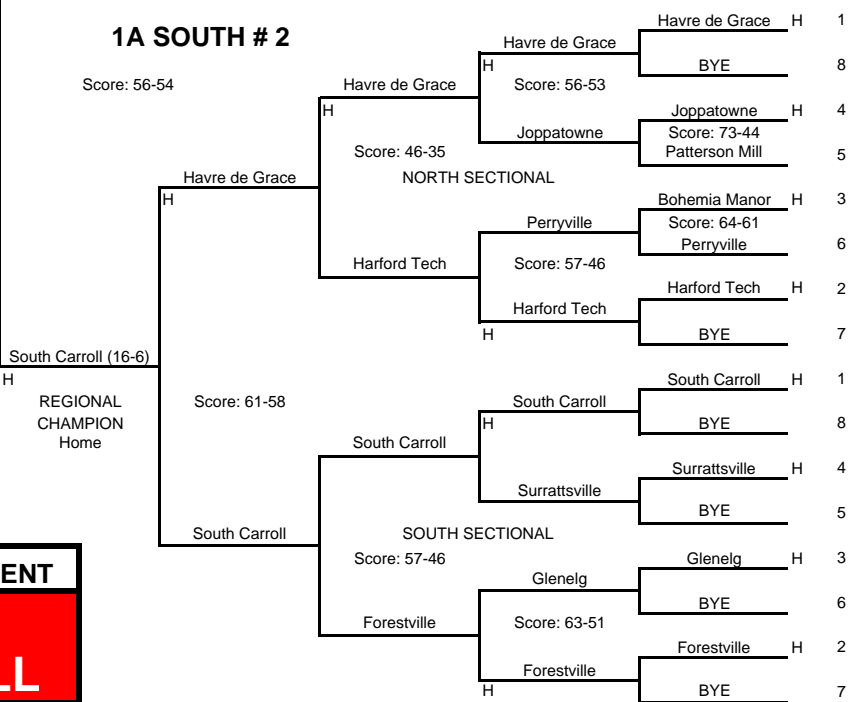 1A SOUTH # 2
Score: 56-54
Havre de Grace H 1
Havre de Grace
H
BYE 8
Score: 56-53
Havre de Grace
H
Joppatowne H 4
Joppatowne
Score: 73-44
Patterson Mill 5
Score: 46-35
NORTH SECTIONAL
Havre de Grace
H
Bohemia Manor H 3
Perryville
Score: 64-61
Perryville 6
Harford Tech
Score: 57-46
Harford Tech H 2
Harford Tech
H
BYE 7
South Carroll (16-6)
H
REGIONAL
CHAMPION
Home
Score: 61-58
South Carroll H 1
South Carroll
H
BYE 8
South Carroll
Surrattsville H 4
Surrattsville
BYE 5
South Carroll
SOUTH SECTIONAL
Score: 57-46
Glenelg H 3
Glenelg
BYE 6
Forestville
Score: 63-51
Forestville H 2
Forestville
H
BYE 7
ENT
LL